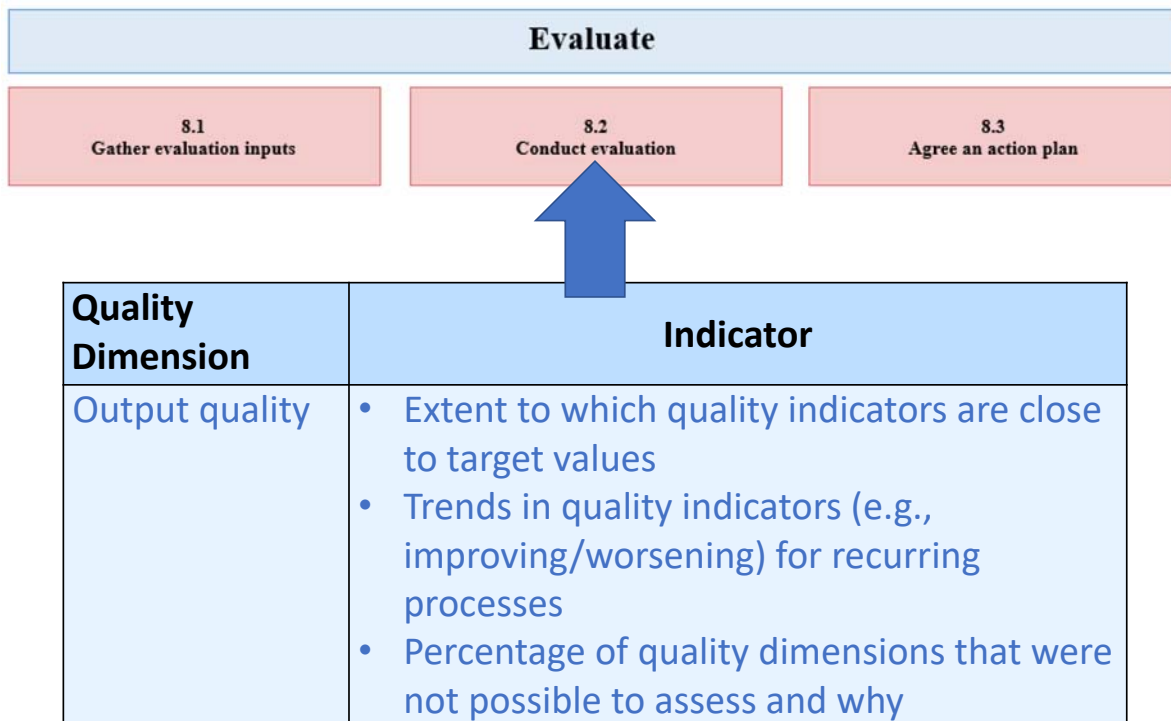 Evaluate
8.1
Gather evaluation inputs
8.2
Conduct evaluation
8.3
Agree an action plan
Quality
Dimension
Indicator
Output quality
• Extent to which quality indicators are close
to target values
• Trends in quality indicators (e.g.,
improving/worsening) for recurring
processes
• Percentage of quality dimensions that were
not possible to assess and why